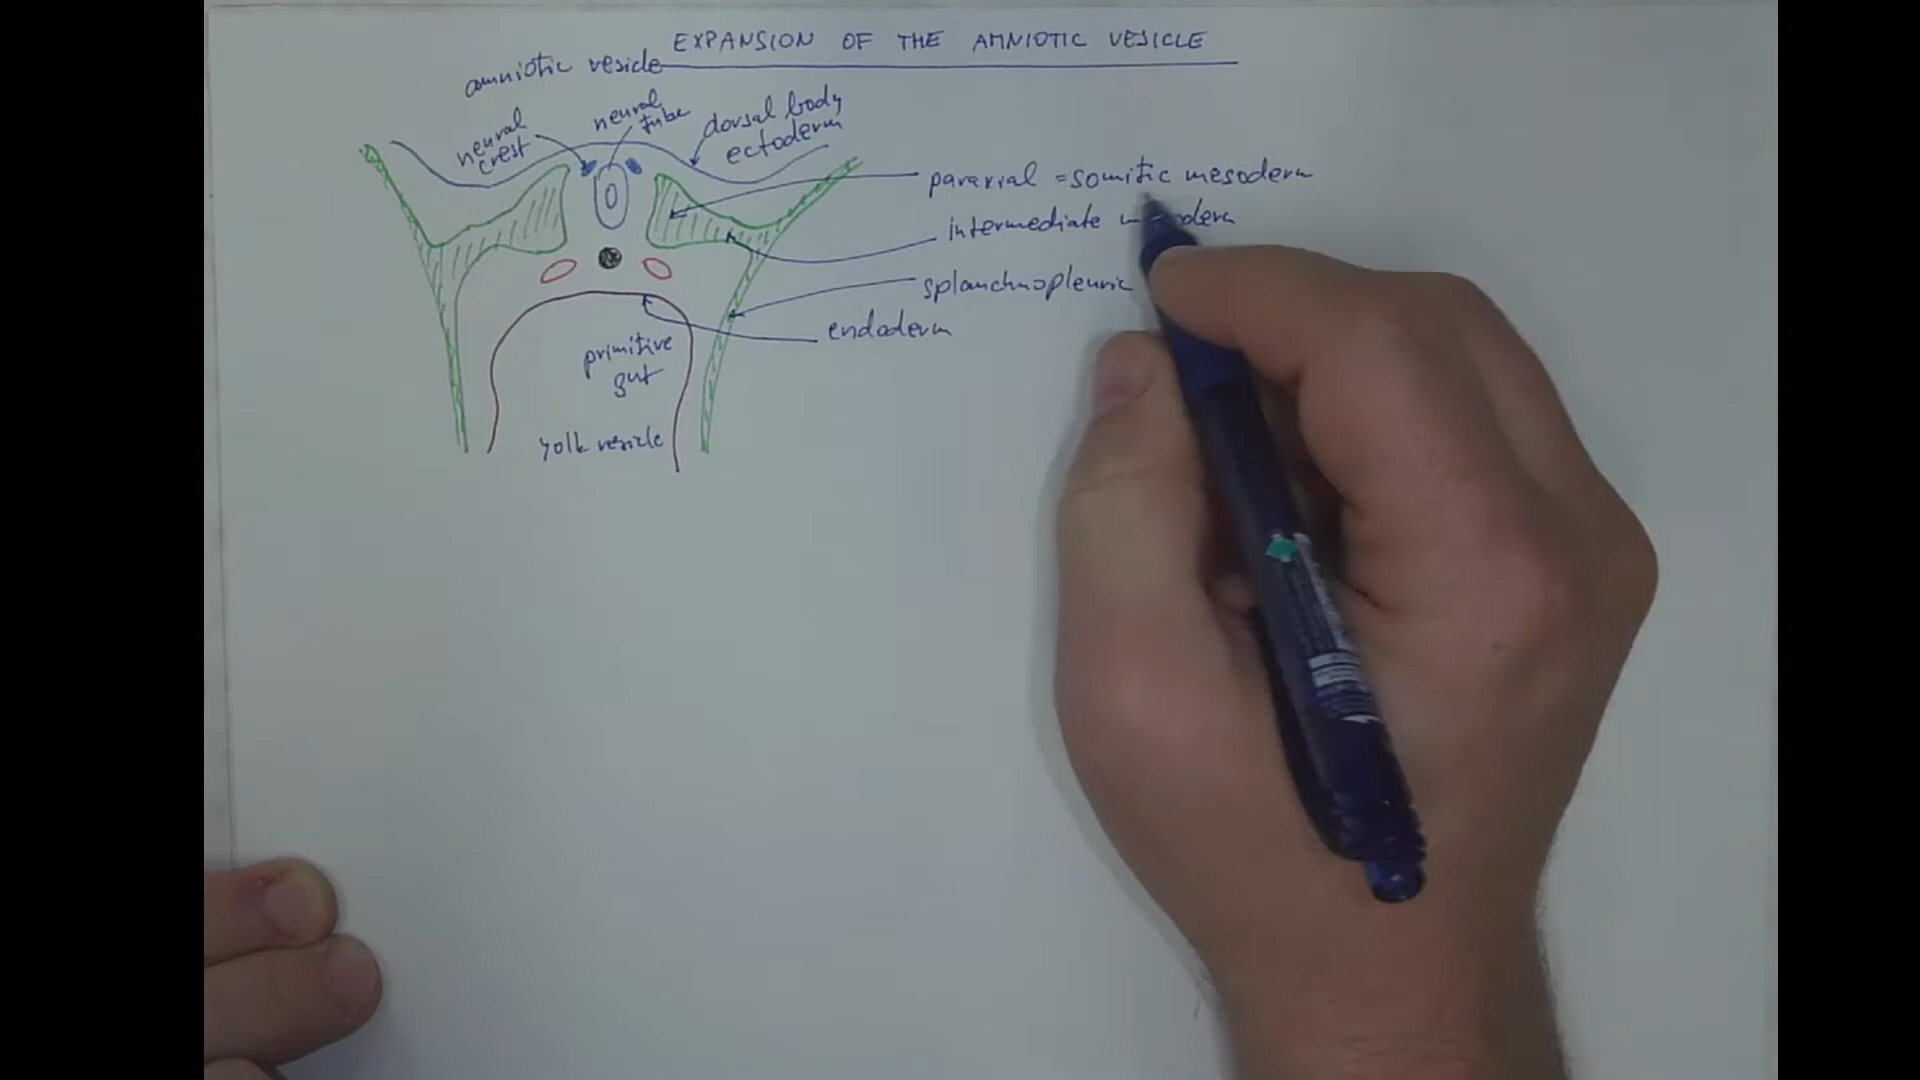 EXPANSION OF THE AMNIOTIC VESICLE
amniotic vesicle
neural
crest
neural
tube
dorsal body
ectoderm
paraxial = somitic mesoderm
intermediate
splanchnopleuric
endoderm
primitive
gut
yolk vesicle